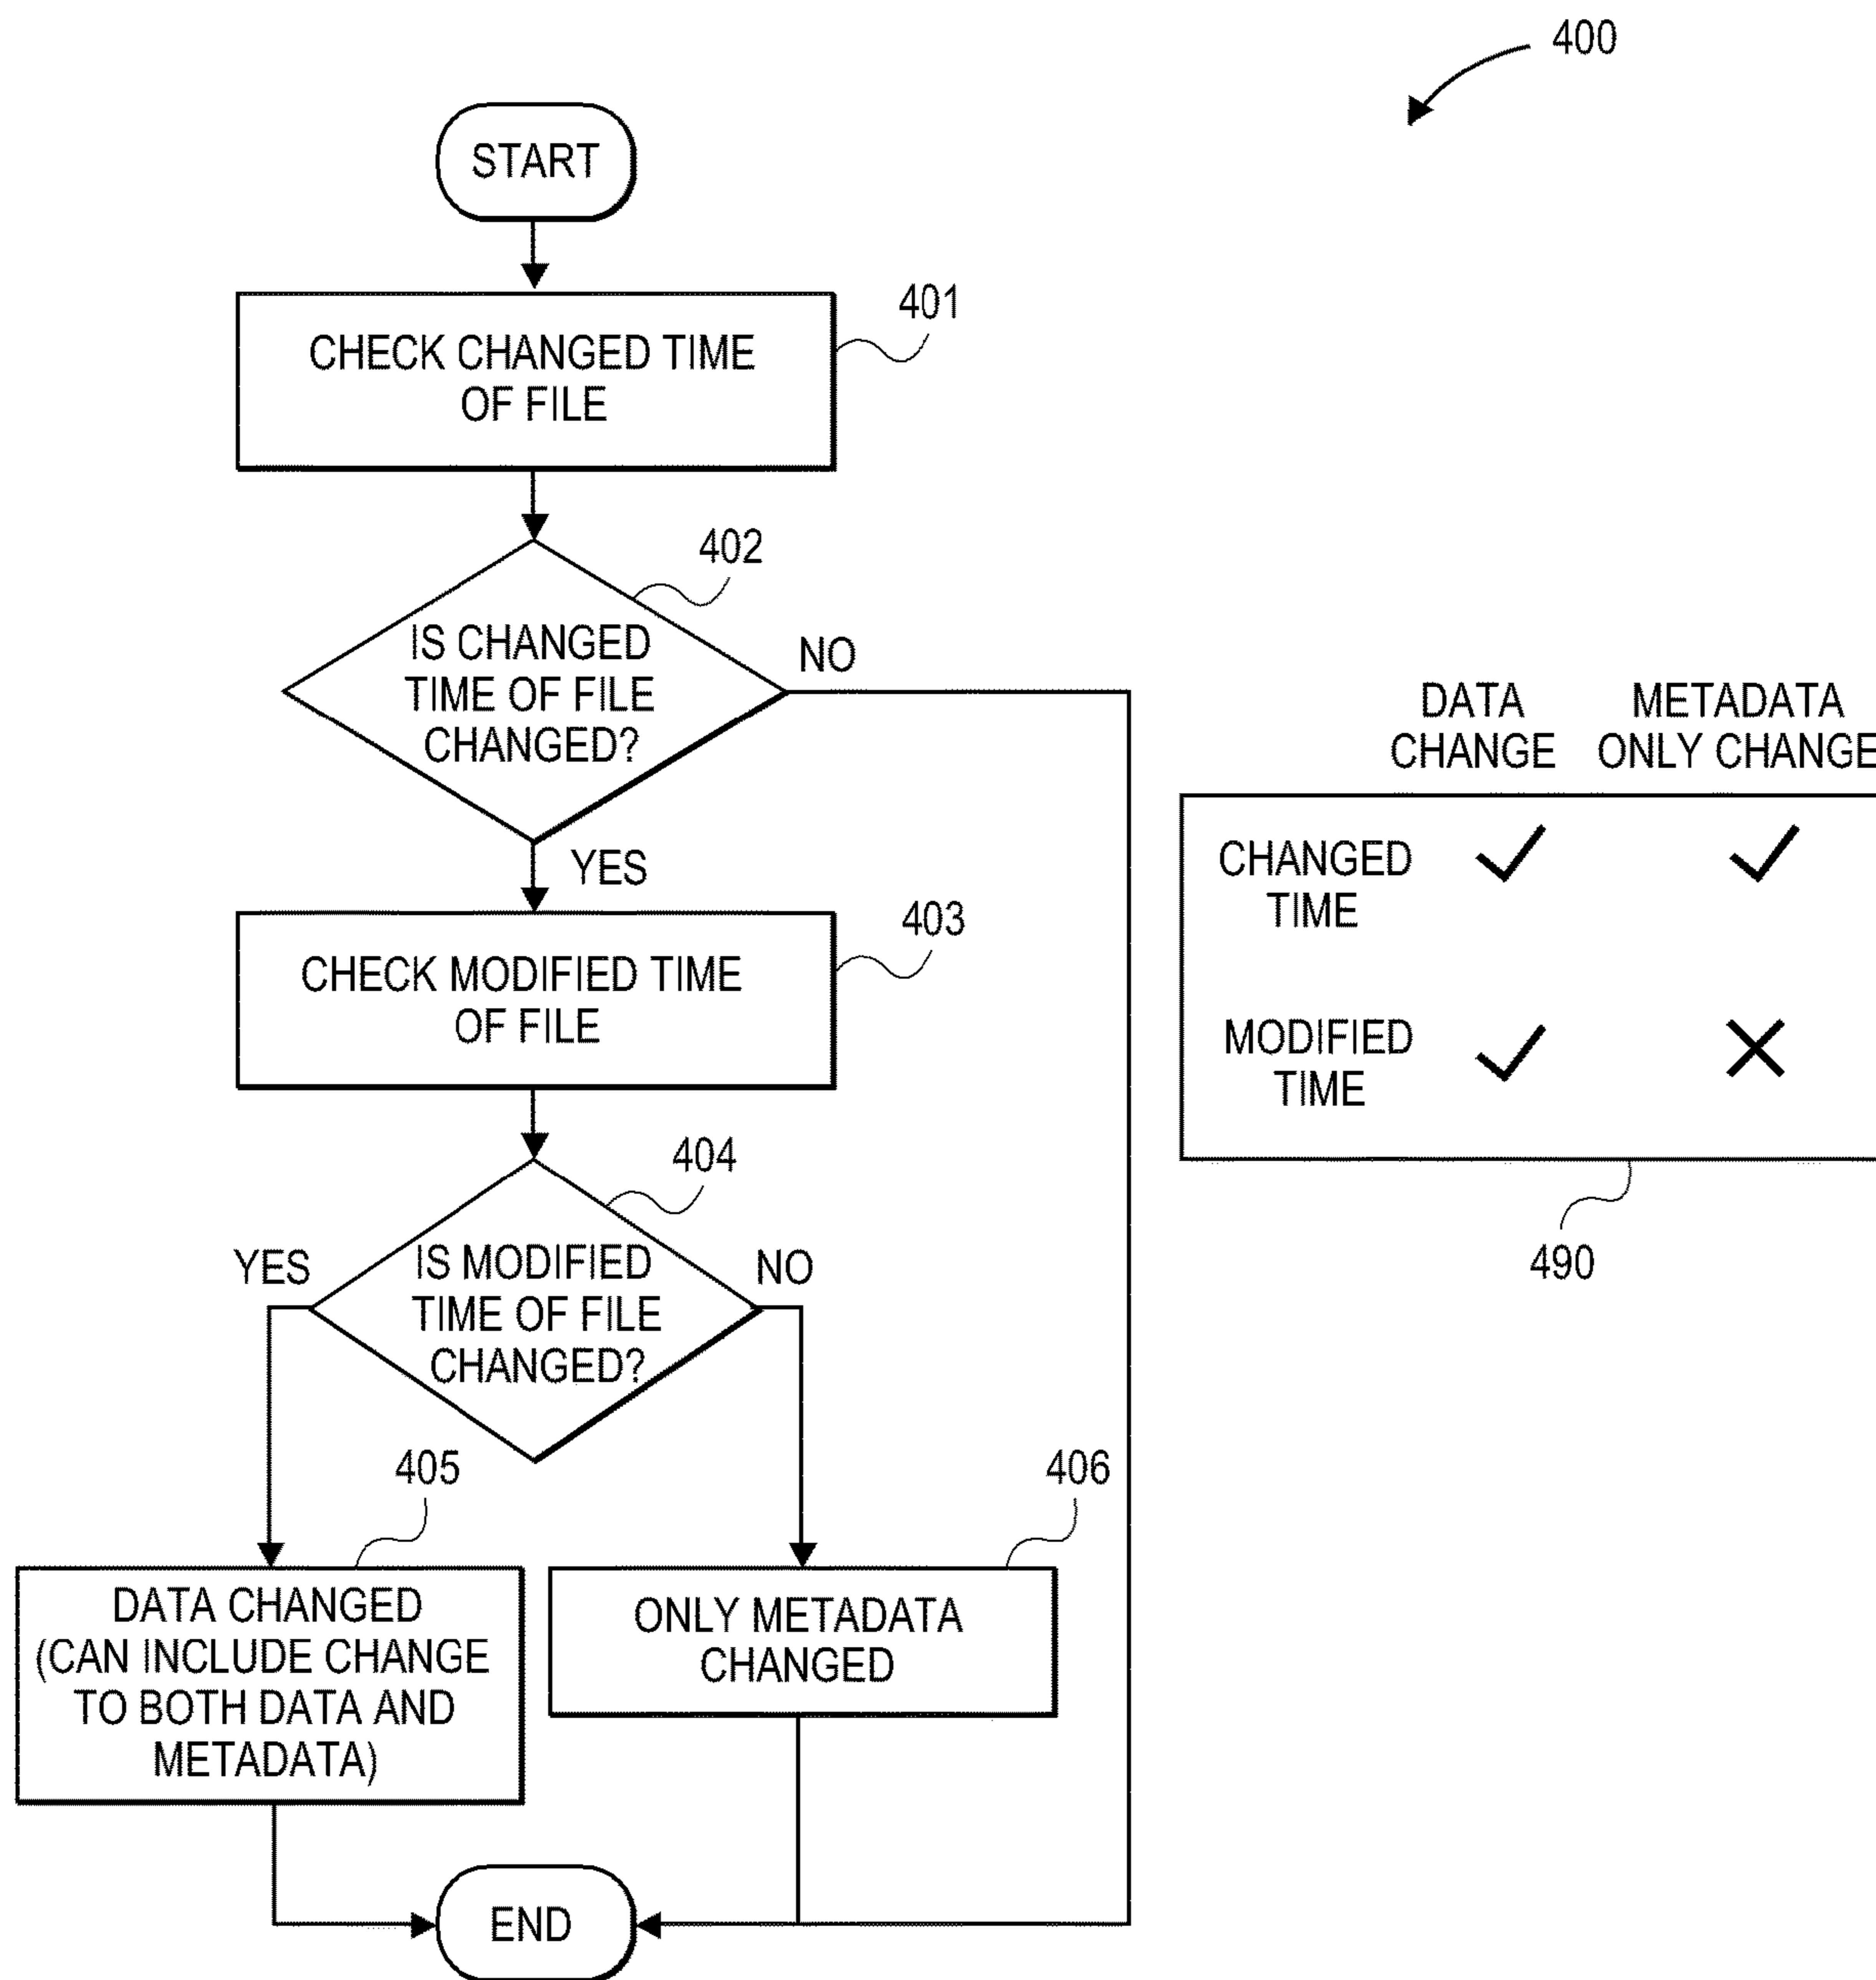 400
START
401
CHECK CHANGED TIME
OF FILE
402
IS CHANGED
TIME OF FILE
CHANGED?
NO
YES
403
CHECK MODIFIED TIME
OF FILE
404
YES
IS MODIFIED
TIME OF FILE
CHANGED?
NO
405
DATA CHANGED
(CAN INCLUDE CHANGE
TO BOTH DATA AND
METADATA)
406
ONLY METADATA
CHANGED
END
DATA
CHANGE
METADATA
ONLY CHANGE
CHANGED
TIME
MODIFIED
TIME
490